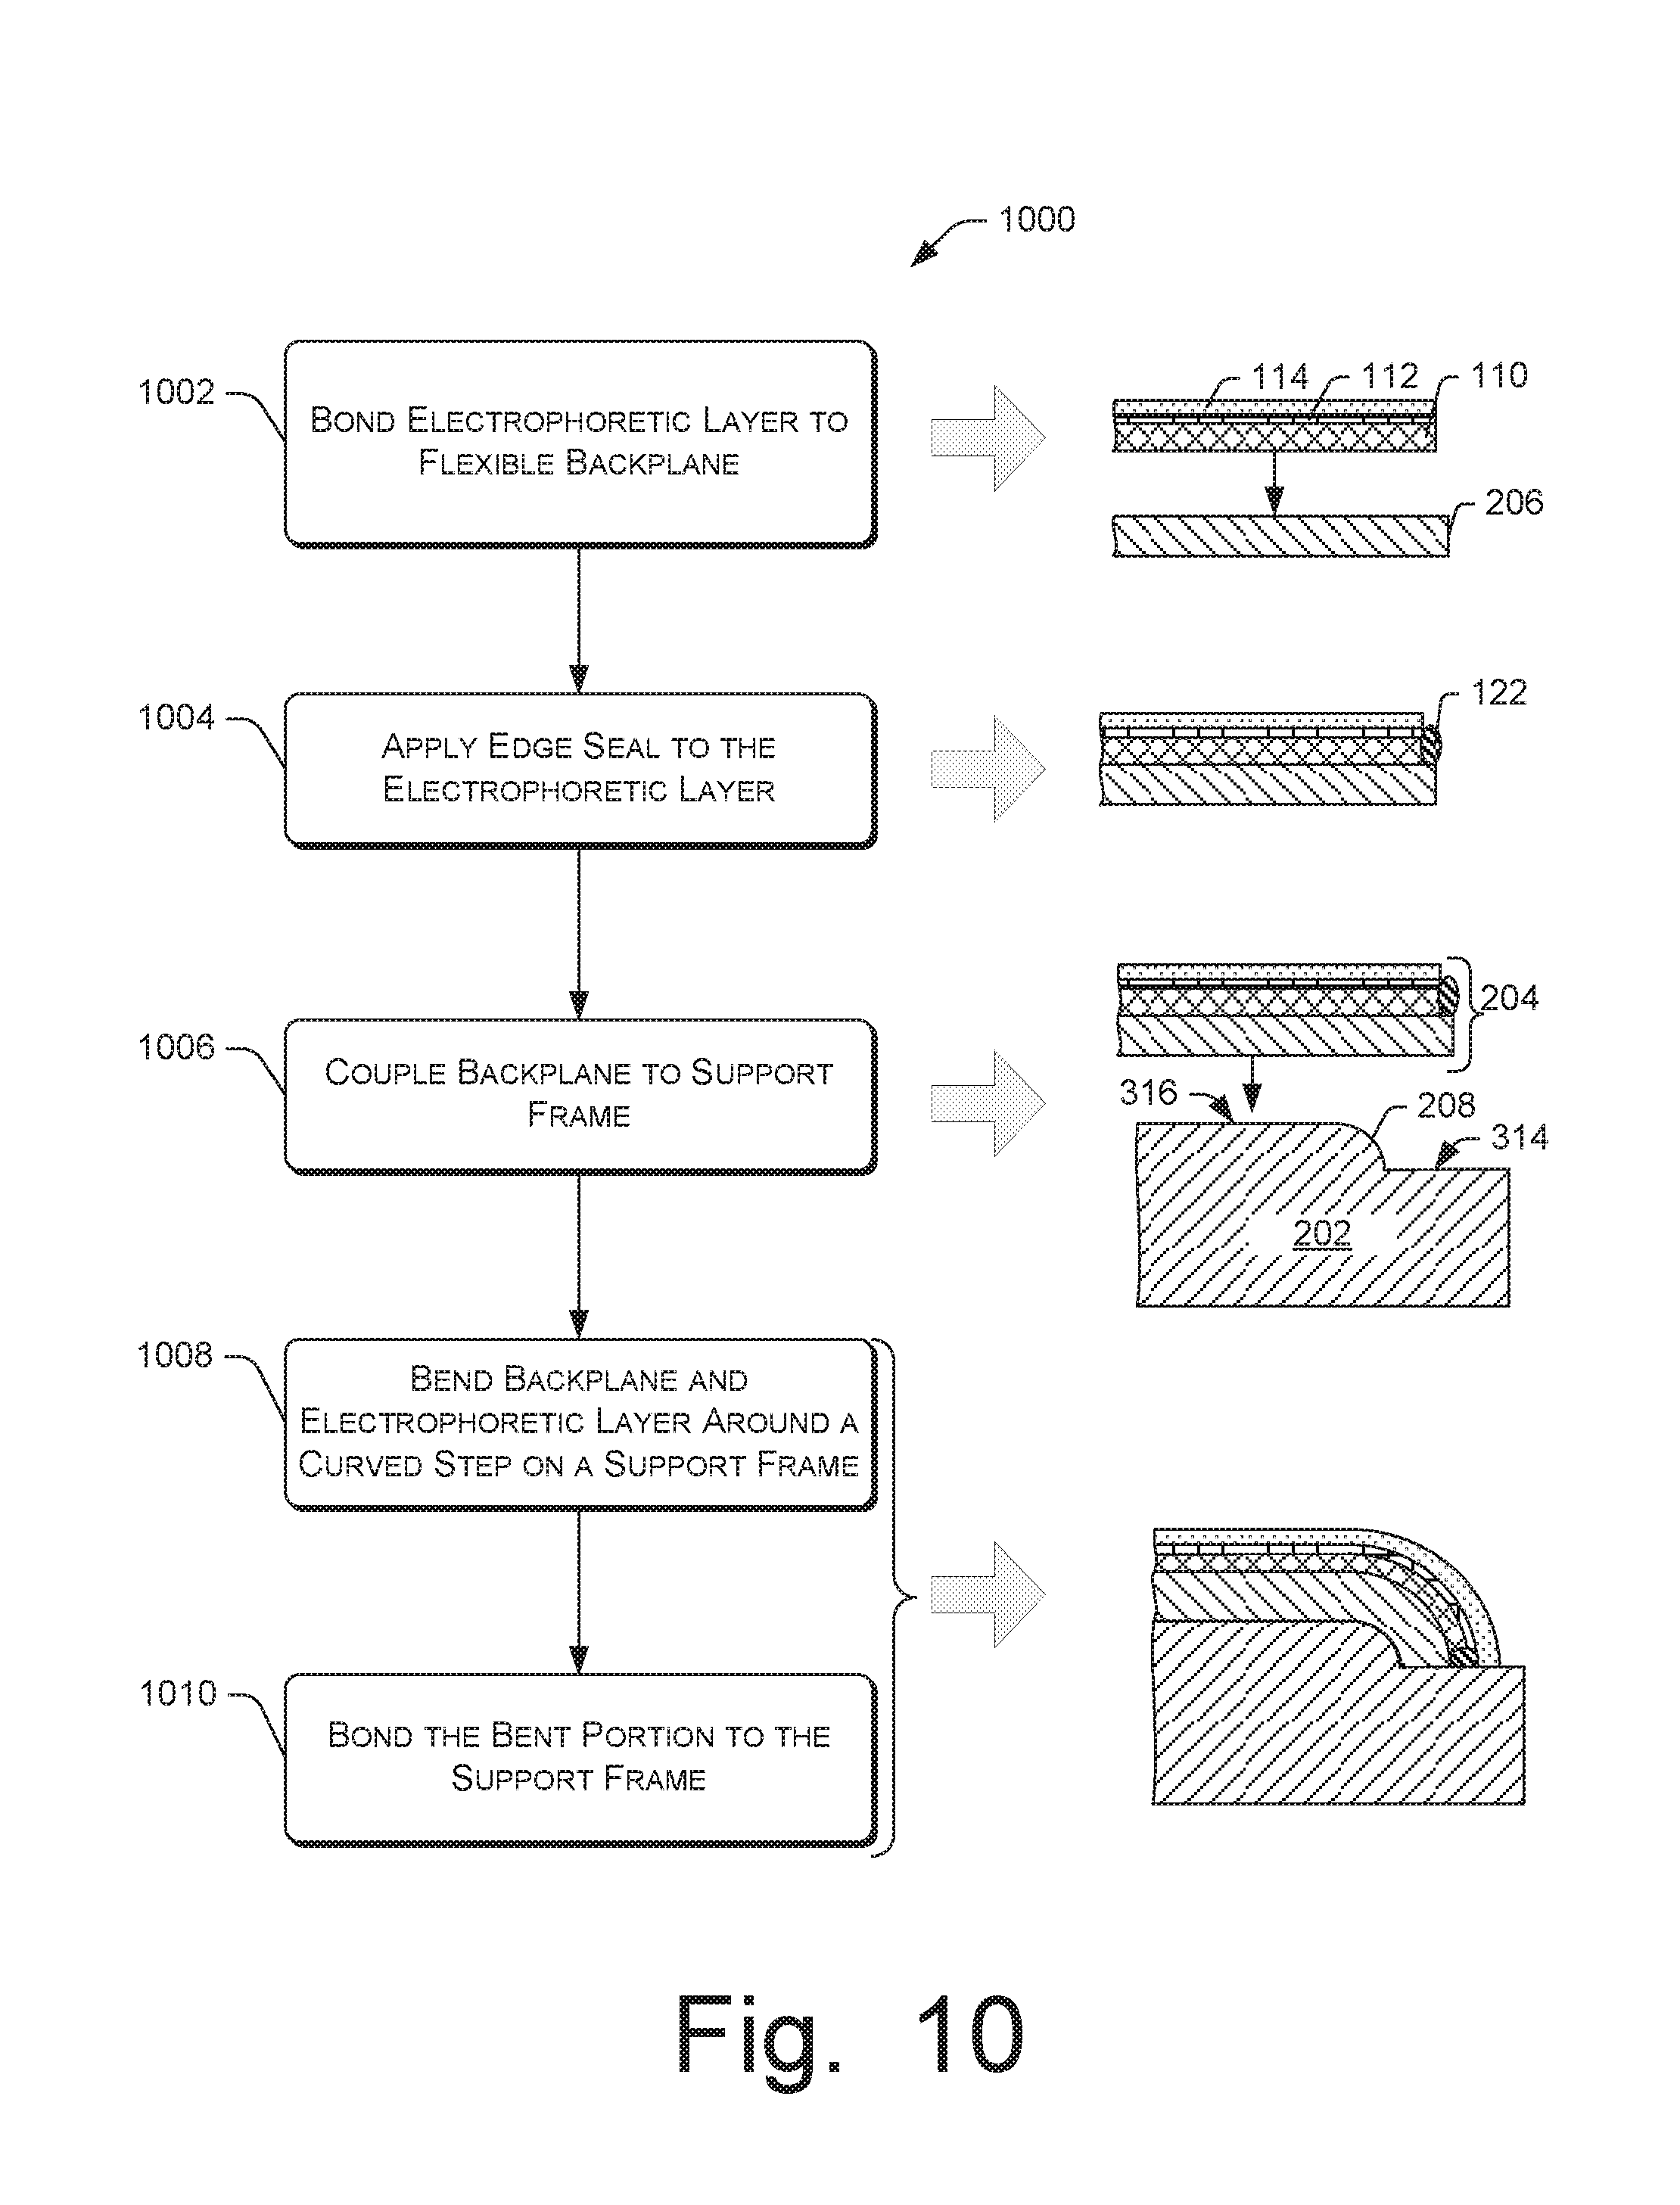 1000
1002
BOND ELECTROPHORETIC LAYER TO
FLEXIBLE BACKPLANE
114
112
110
206
1004
APPLY EDGE SEAL TO THE
ELECTROPHORETIC LAYER
122
1006
COUPLE BACKPLANE TO SUPPORT
FRAME
204
316
208
314
202
1008
BEND BACKPLANE AND
ELECTROPHORETIC LAYER AROUND A
CURVED STEP ON A SUPPORT FRAME
1010
BOND THE BENT PORTION TO THE
SUPPORT FRAME
Fig. 10